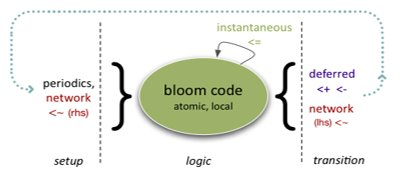 instantaneous
<=
periodics,
network
<~ (rhs)
bloom code
atomic, local
deferred
<+ <-
network
(lhs) <~
setup
logic
transition